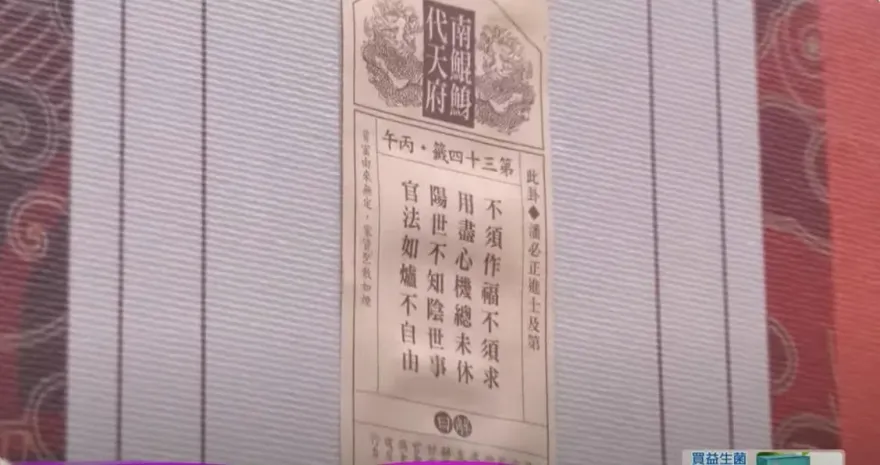 南鯤鯓
代天府
第三十四籤・丙午
此卦◆潘必正進士及第
不須作福不須求
用盡心機總未休
陽世不知陰世事
官法如爐不自由
解曰
買益生菌